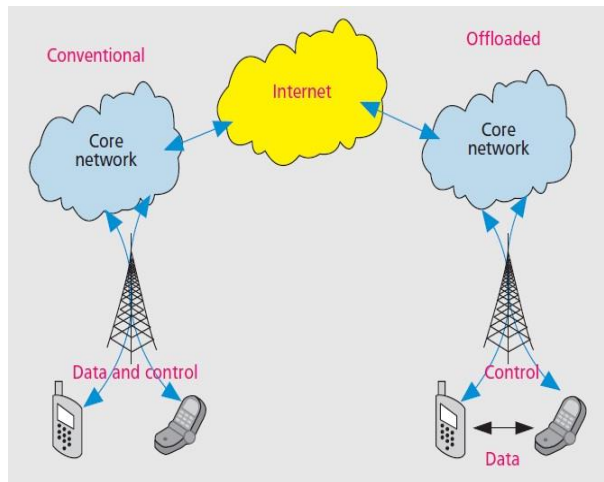 Conventional
Offloaded
Internet
Core
network
Core
network
Data and control
Control
Data